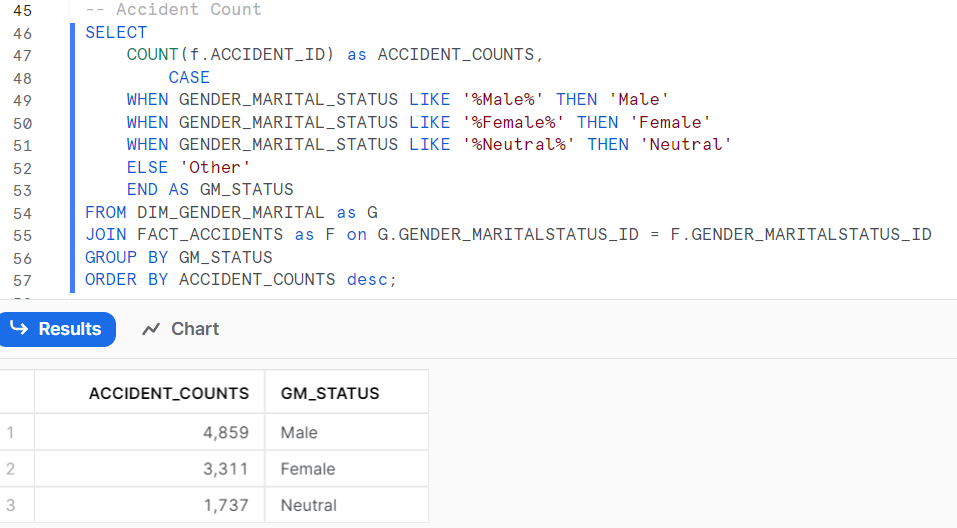 45 -- Accident Count
46 SELECT
47 COUNT(f.ACCIDENT_ID) as ACCIDENT_COUNTS,
48 CASE
49 WHEN GENDER_MARITAL_STATUS LIKE '%Male%' THEN 'Male'
50 WHEN GENDER_MARITAL_STATUS LIKE '%Female%' THEN 'Female'
51 WHEN GENDER_MARITAL_STATUS LIKE '%Neutral%' THEN 'Neutral'
52 ELSE 'Other'
53 END AS GM_STATUS
54 FROM DIM_GENDER_MARITAL as G
55 JOIN FACT_ACCIDENTS as F on G.GENDER_MARITALSTATUS_ID = F.GENDER_MARITALSTATUS_ID
56 GROUP BY GM_STATUS
57 ORDER BY ACCIDENT_COUNTS desc;
Results Chart
ACCIDENT_COUNTS GM_STATUS
1 4,859 Male
2 3,311 Female
3 1,737 Neutral